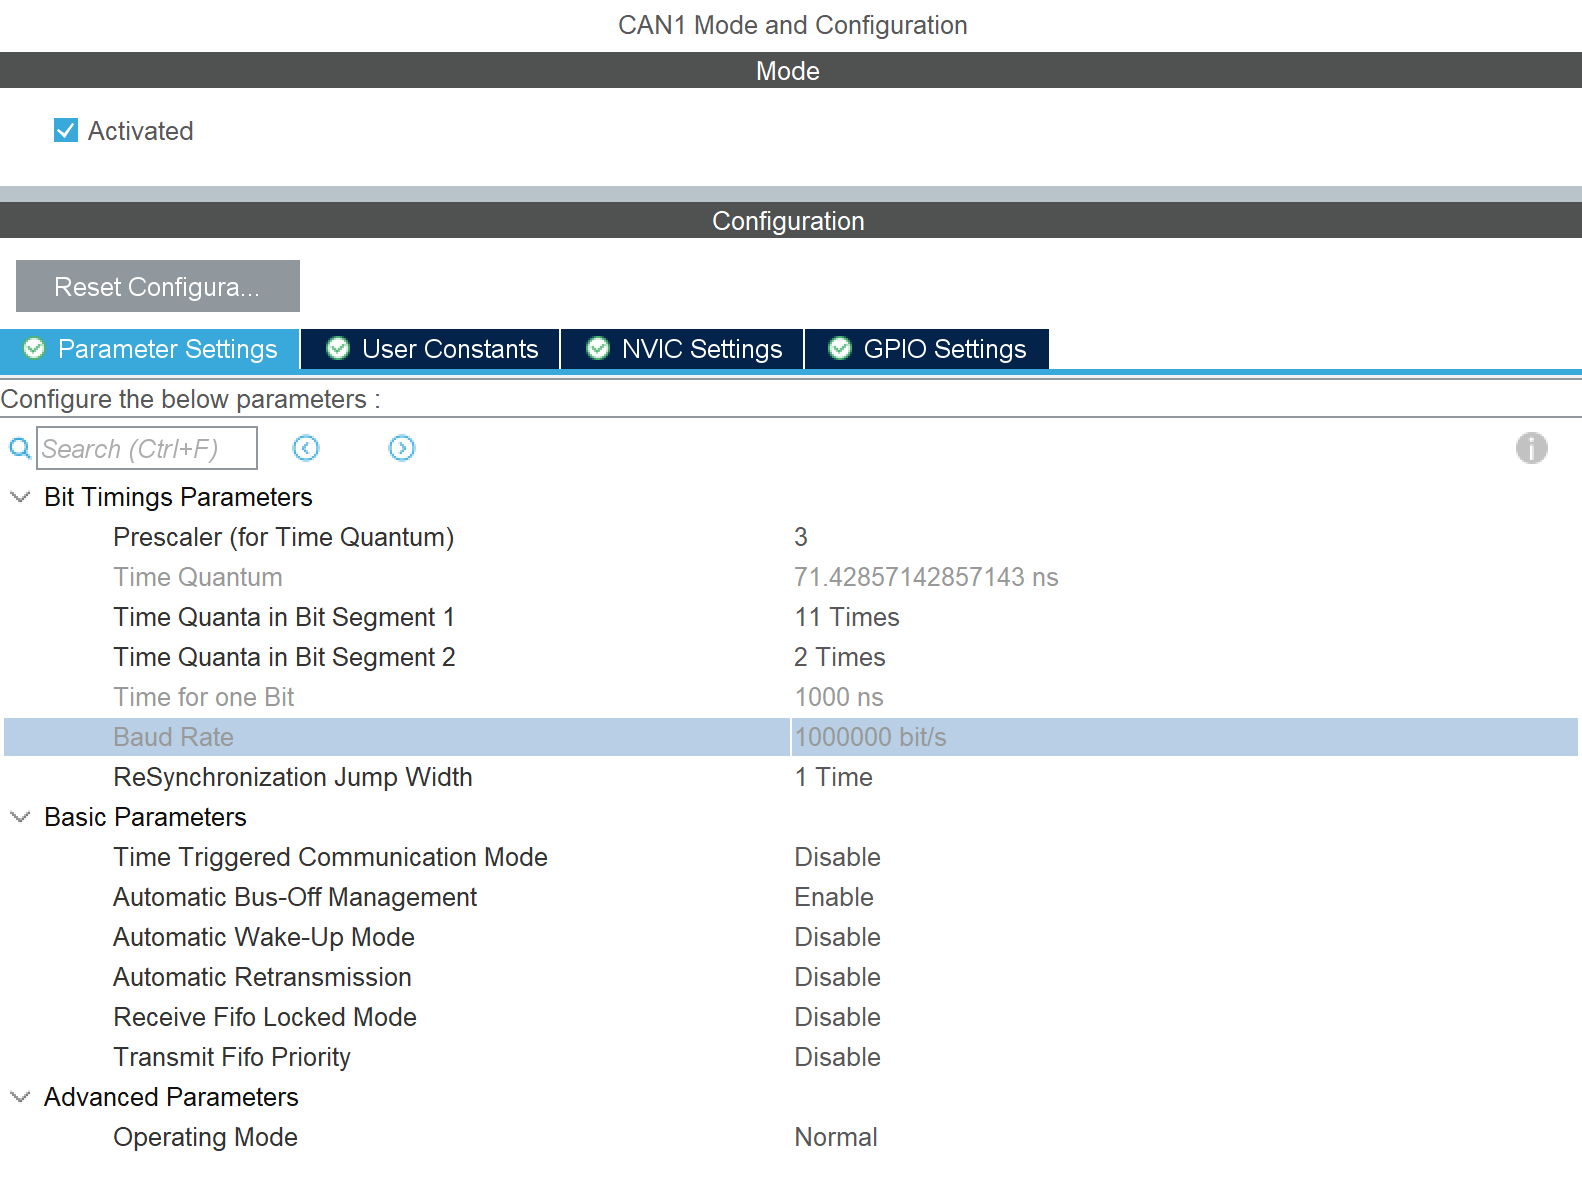 CAN1 Mode and Configuration
Mode
Activated
Configuration
Reset Configura...
Parameter Settings User Constants NVIC Settings GPIO Settings
Configure the below parameters :
Search (Ctrl+F)
Bit Timings Parameters
Prescaler (for Time Quantum) 3
Time Quantum 71.42857142857143 ns
Time Quanta in Bit Segment 1 11 Times
Time Quanta in Bit Segment 2 2 Times
Time for one Bit 1000 ns
Baud Rate 1000000 bit/s
ReSynchronization Jump Width 1 Time
Basic Parameters
Time Triggered Communication Mode Disable
Automatic Bus-Off Management Enable
Automatic Wake-Up Mode Disable
Automatic Retransmission Disable
Receive Fifo Locked Mode Disable
Transmit Fifo Priority Disable
Advanced Parameters
Operating Mode Normal